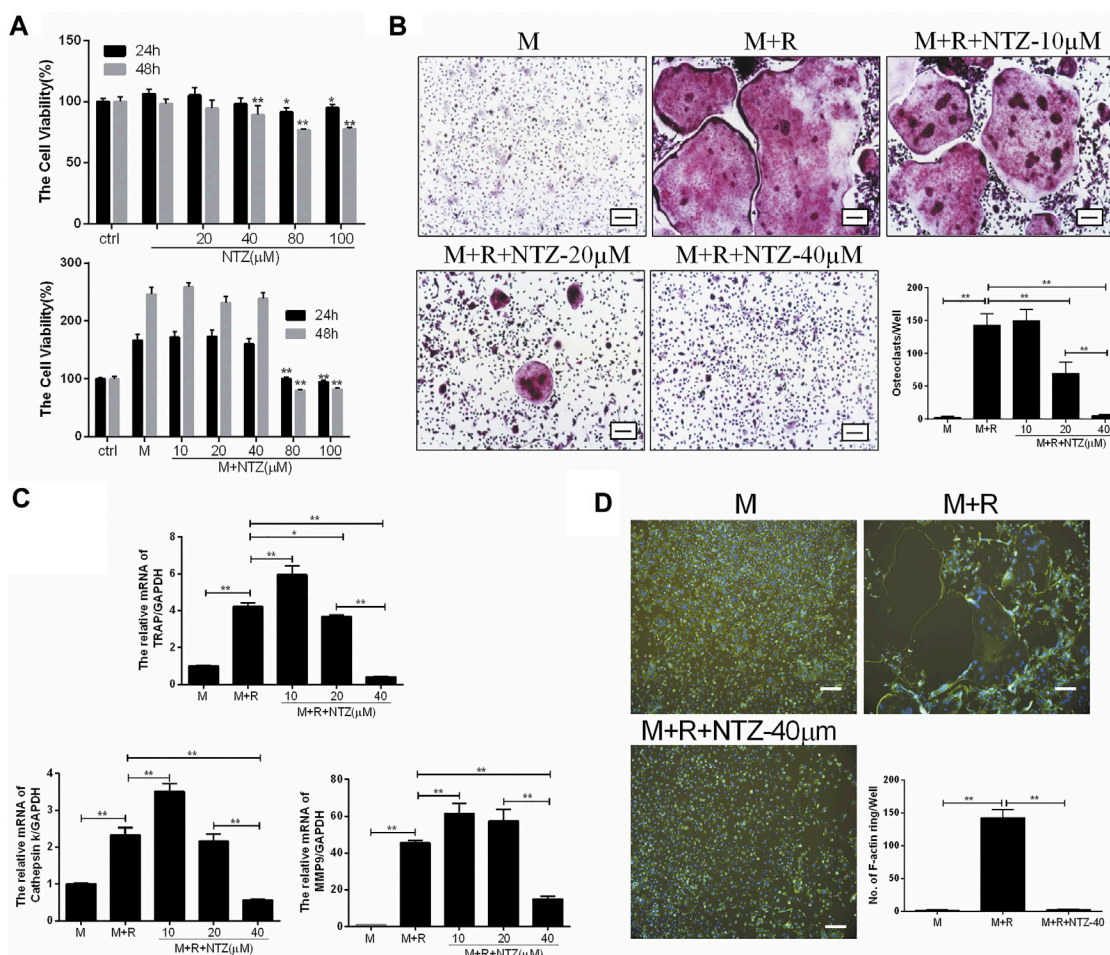 A
The Cell Viability(%)
150
100
50
0
24h
48h
**
*
**
*
**
ctrl
20
40
80
100
NTZ(μM)
The Cell Viability(%)
300
250
200
150
100
50
0
24h
48h
**
**
**
**
ctrl
M
10
20
40
80
100
M+NTZ(μM)
B
M
M+R
M+R+NTZ-10μM
M+R+NTZ-20μM
M+R+NTZ-40μM
Osteoclasts/Well
200
150
100
50
0
**
**
**
**
M
M+R
10
20
40
M+R+NTZ(μM)
C
The relative mRNA of
TRAP/GAPDH
8
6
4
2
0
**
*
**
**
**
M
M+R
10
20
40
M+R+NTZ(μM)
The relative mRNA of
Cathepsin k/GAPDH
4
3
2
1
0
**
**
**
**
M
M+R
10
20
40
M+R+NTZ(μM)
The relative mRNA of
MMP9/GAPDH
80
60
40
20
0
**
**
**
**
M
M+R
10
20
40
M+R+NTZ(μM)
D
M
M+R
M+R+NTZ-40μm
No. of F-actin ring/Well
200
150
100
50
0
**
**
M
M+R
M+R+NTZ-40